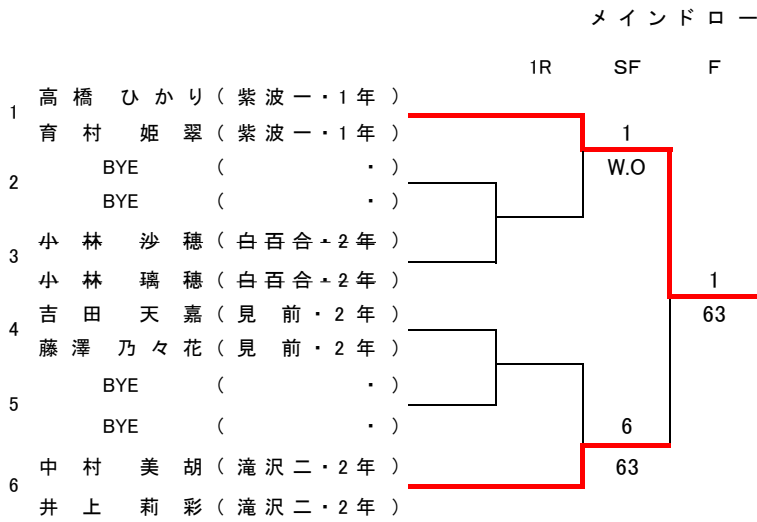 メインドロー
1R SF F
高橋 ひかり ( 紫波一・1年 )
1
育村 姫翠 ( 紫波一・1年 )
1
BYE ( ・ )
W.O
2
BYE ( ・ )
小林 沙穂 ( 白百合・2年 )
3
小林 璃穂 ( 白百合・2年 )
1
吉田 天嘉 ( 見前・2年 )
63
4
藤澤 乃々花 ( 見前・2年 )
BYE ( ・ )
5
BYE ( ・ )
6
中村 美胡 ( 滝沢二・2年 )
63
6
井上 莉彩 ( 滝沢二・2年 )